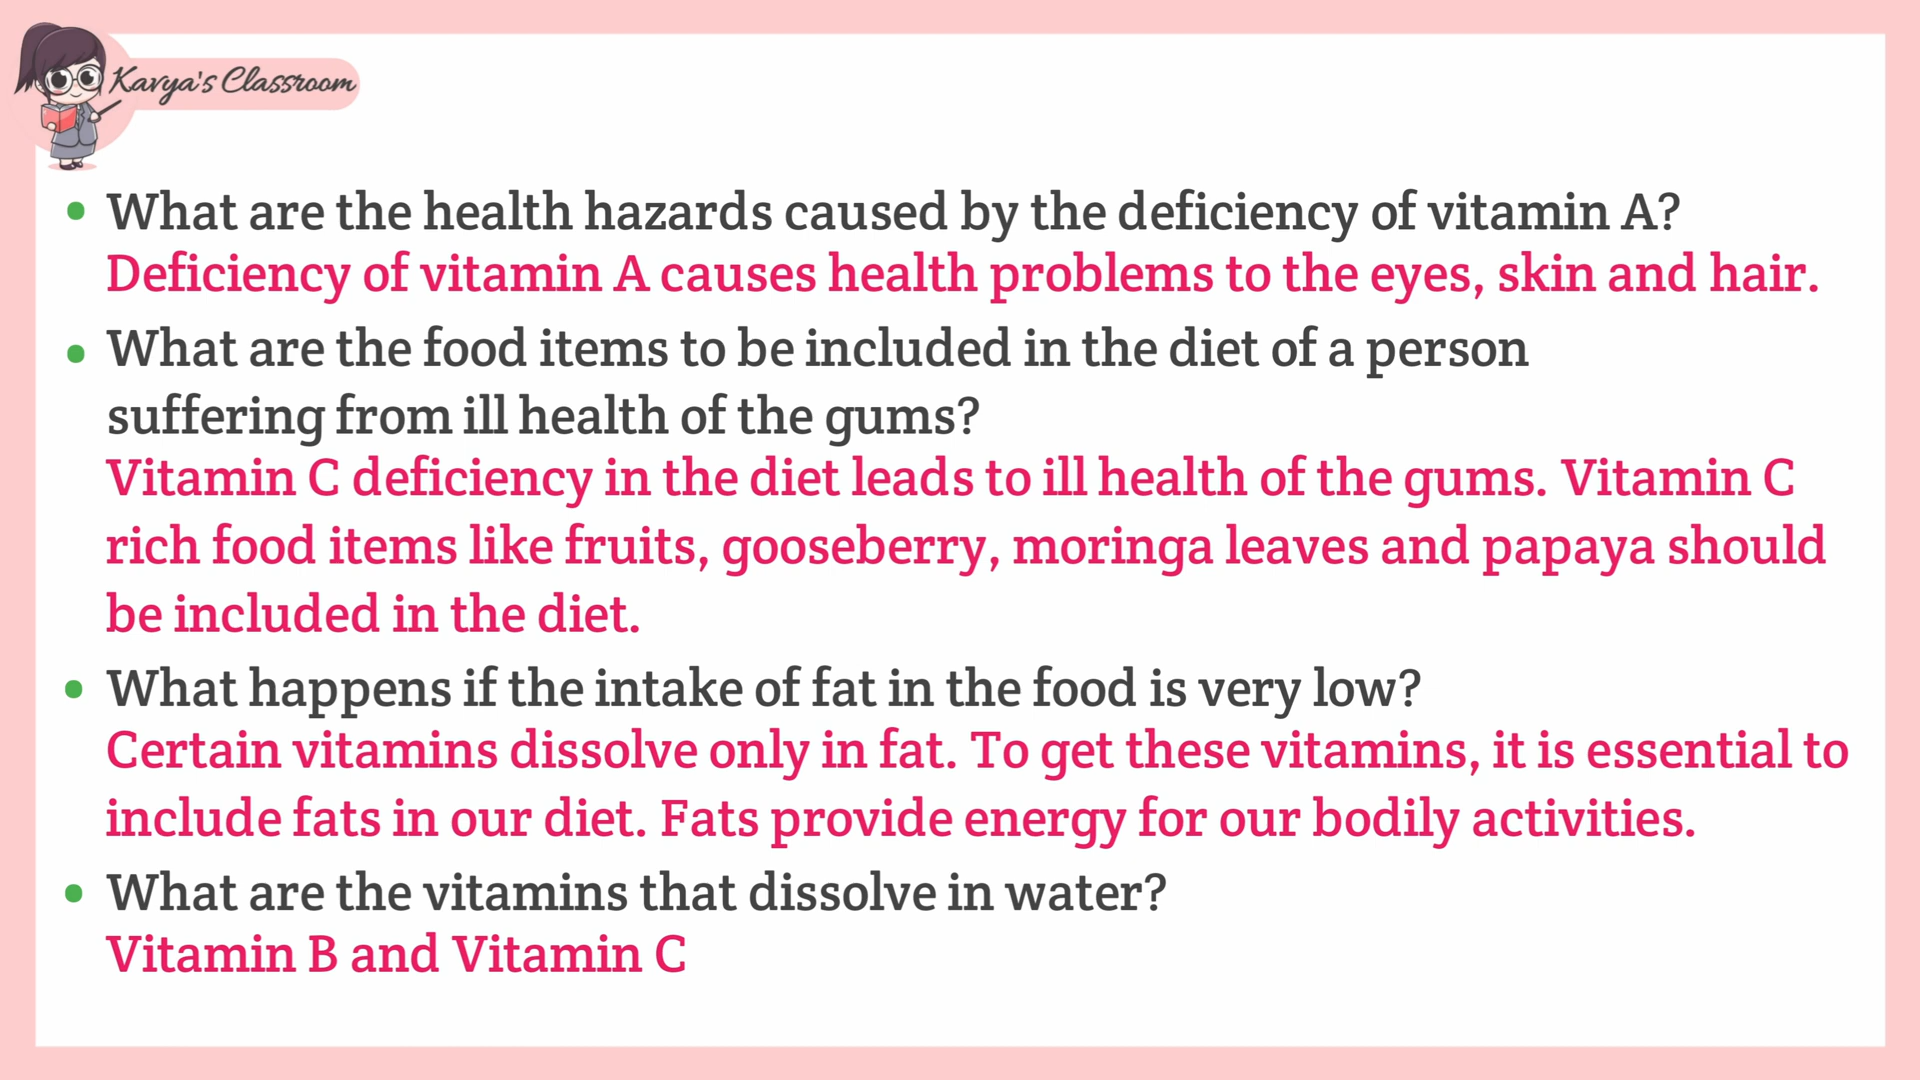 Kavya's Classroom
• What are the health hazards caused by the deficiency of vitamin A?
Deficiency of vitamin A causes health problems to the eyes, skin and hair.
• What are the food items to be included in the diet of a person
suffering from ill health of the gums?
Vitamin C deficiency in the diet leads to ill health of the gums. Vitamin C
rich food items like fruits, gooseberry, moringa leaves and papaya should
be included in the diet.
• What happens if the intake of fat in the food is very low?
Certain vitamins dissolve only in fat. To get these vitamins, it is essential to
include fats in our diet. Fats provide energy for our bodily activities.
• What are the vitamins that dissolve in water?
Vitamin B and Vitamin C